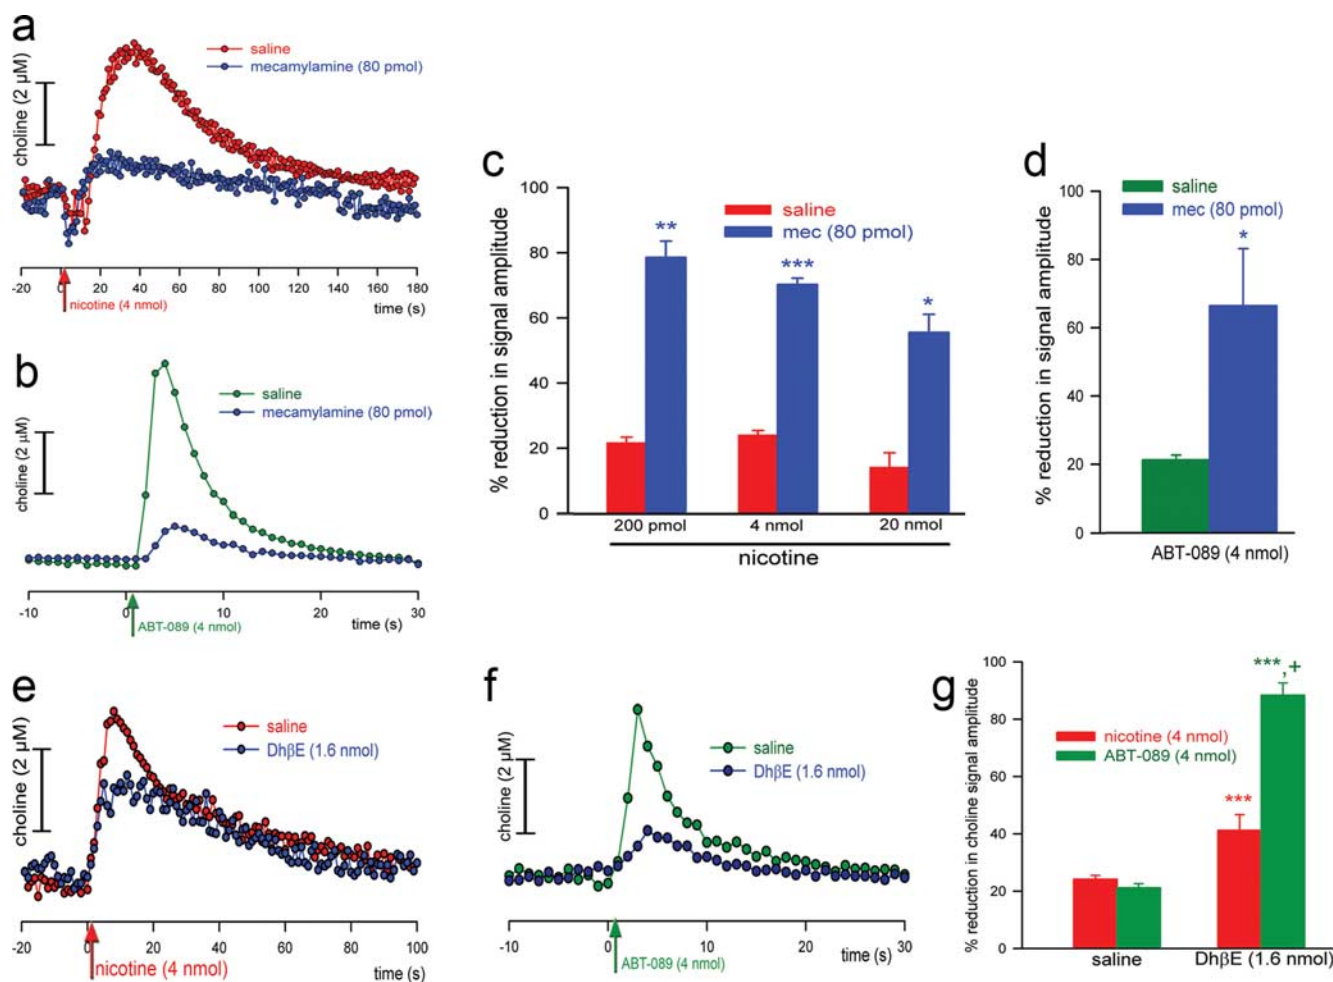 a
saline
mecamylamine (80 pmol)
choline (2 µM)
-20 0 20 40 60 80 100 120 140 160 180
nicotine (4 nmol)
time (s)
b
saline
mecamylamine (80 pmol)
choline (2 µM)
-10 0 10 20 30
ABT-089 (4 nmol)
time (s)
c
% reduction in signal amplitude
100
80
60
40
20
0
saline
mec (80 pmol)
**
***
*
200 pmol 4 nmol 20 nmol
nicotine
d
% reduction in signal amplitude
100
80
60
40
20
0
saline
mec (80 pmol)
*
ABT-089 (4 nmol)
e
saline
DhβE (1.6 nmol)
choline (2 µM)
-20 0 20 40 60 80 100
nicotine (4 nmol)
time (s)
f
saline
DhβE (1.6 nmol)
choline (2 µM)
-10 0 10 20 30
ABT-089 (4 nmol)
time (s)
g
% reduction in choline signal amplitude
100
80
60
40
20
0
nicotine (4 nmol)
ABT-089 (4 nmol)
***
***,+
saline DhβE (1.6 nmol)